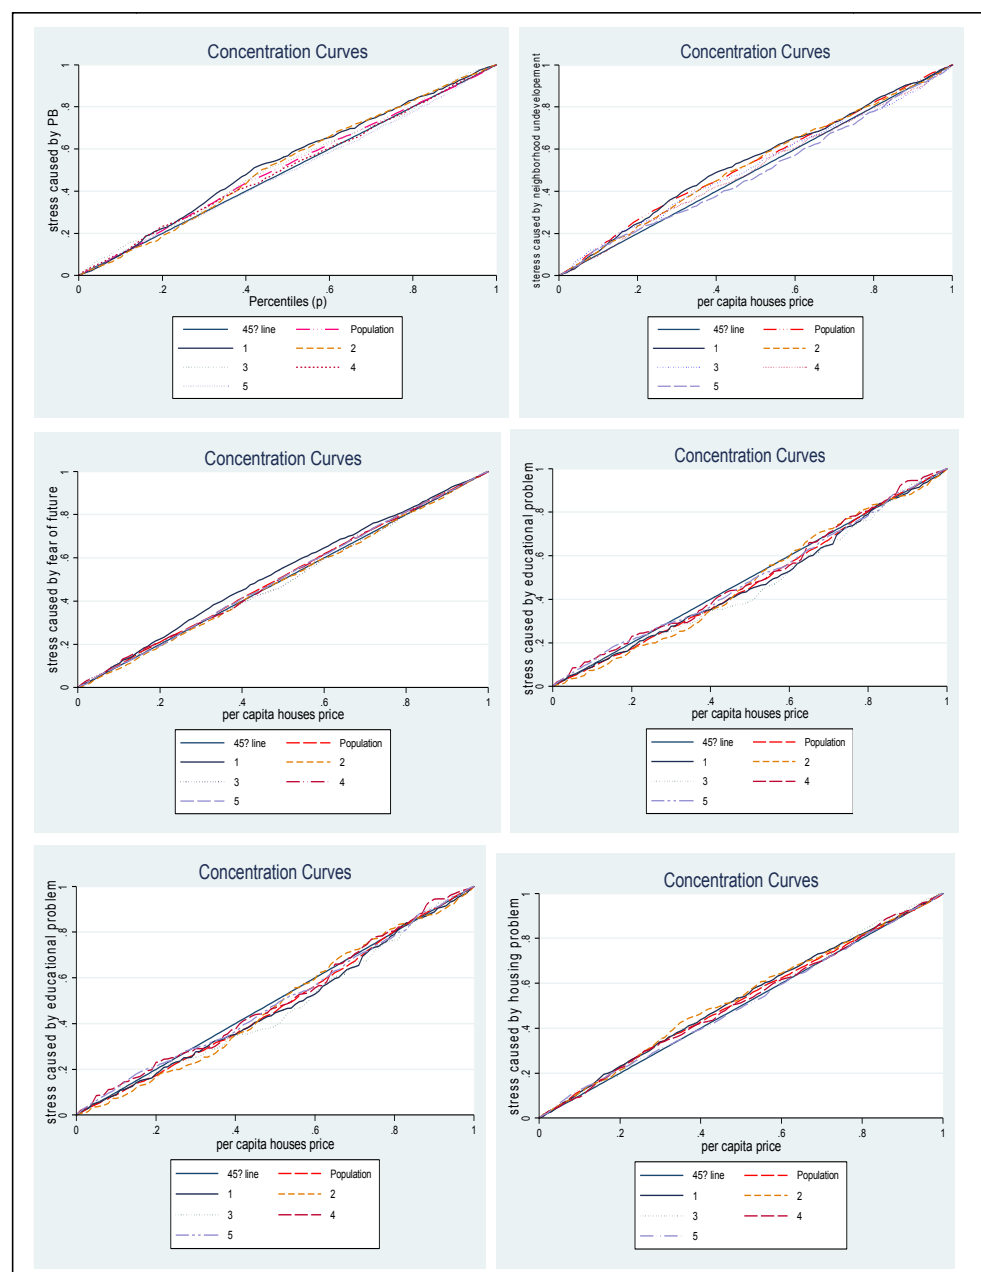 Concentration Curves
stress caused by PB
0 .2 .4 .6 .8 1
0 .2 .4 .6 .8 1
Percentiles (p)
45? line Population
1 2
3 4
5
Concentration Curves
steress caused by neighborhood undevelopement
0 .2 .4 .6 .8 1
0 .2 .4 .6 .8 1
per capita houses price
45? line Population
1 2
3 4
5
Concentration Curves
stress caused by fear of future
0 .2 .4 .6 .8 1
0 .2 .4 .6 .8 1
per capita houses price
45? line Population
1 2
3 4
5
Concentration Curves
stress caused by educational problem
0 .2 .4 .6 .8 1
0 .2 .4 .6 .8 1
per capita houses price
45? line Population
1 2
3 4
5
Concentration Curves
stress caused by educational problem
0 .2 .4 .6 .8 1
0 .2 .4 .6 .8 1
per capita houses price
45? line Population
1 2
3 4
5
Concentration Curves
stress caused by housing problem
0 .2 .4 .6 .8 1
0 .2 .4 .6 .8 1
per capita price
45? line Population
1 2
3 4
5